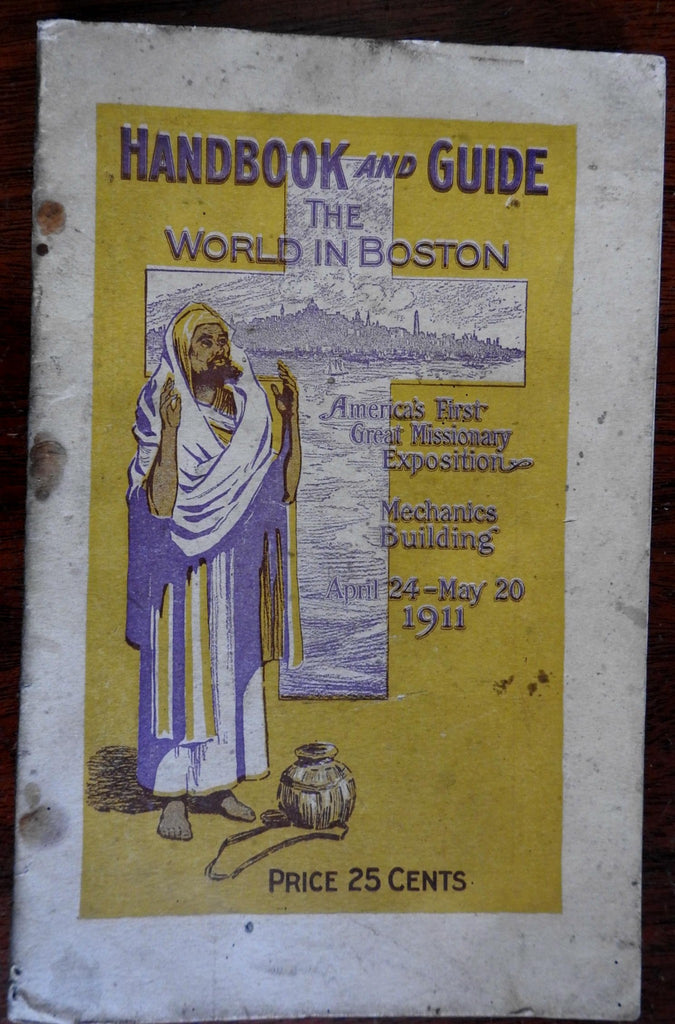 HANDBOOK AND GUIDE
THE
WORLD IN BOSTON
America's First
Great Missionary
Exposition
Mechanics
Building
April 24-May 20
1911
PRICE 25 CENTS